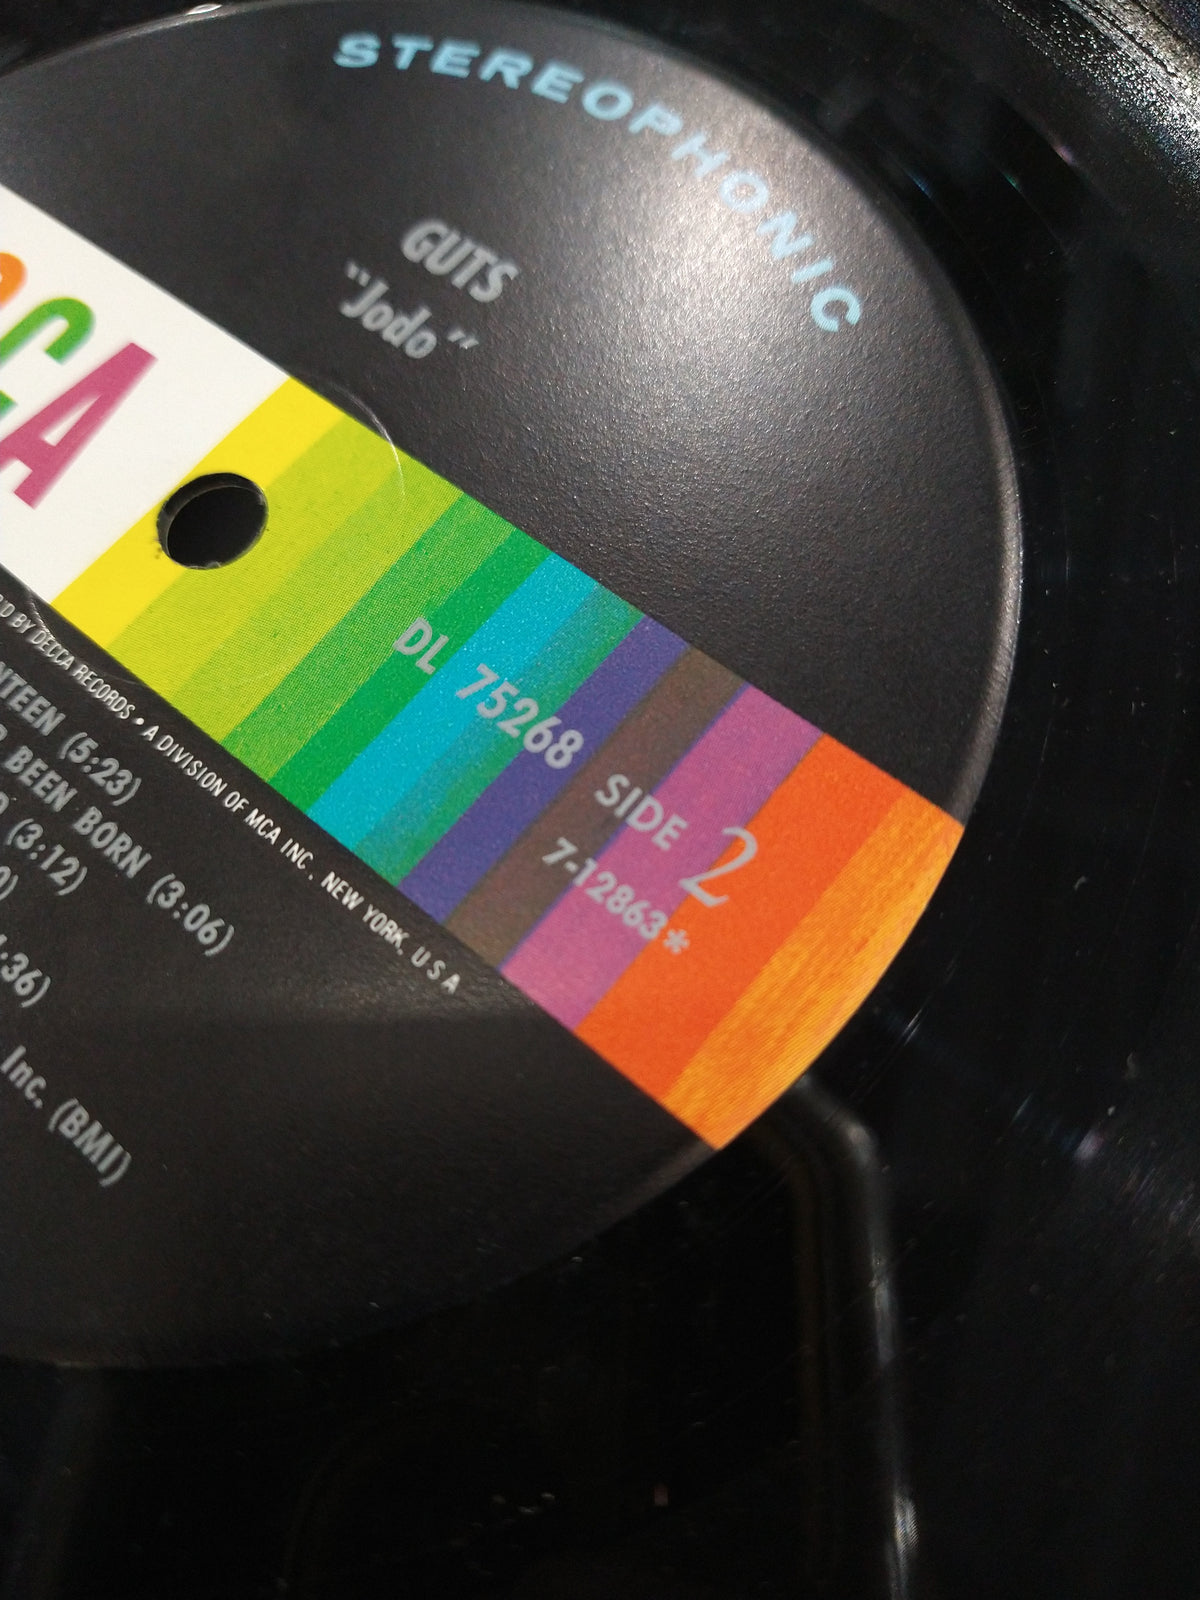 STEREOPHONIC
GUTS
"Jodo"
CA
DL 75268
SIDE 2
7-12863*
BY DECCA RECORDS • A DIVISION OF MCA INC., NEW YORK, U S A
NTEEN (5:23)
BEEN BORN (3:06)
(3:12)
:36)
Inc. (BMI)